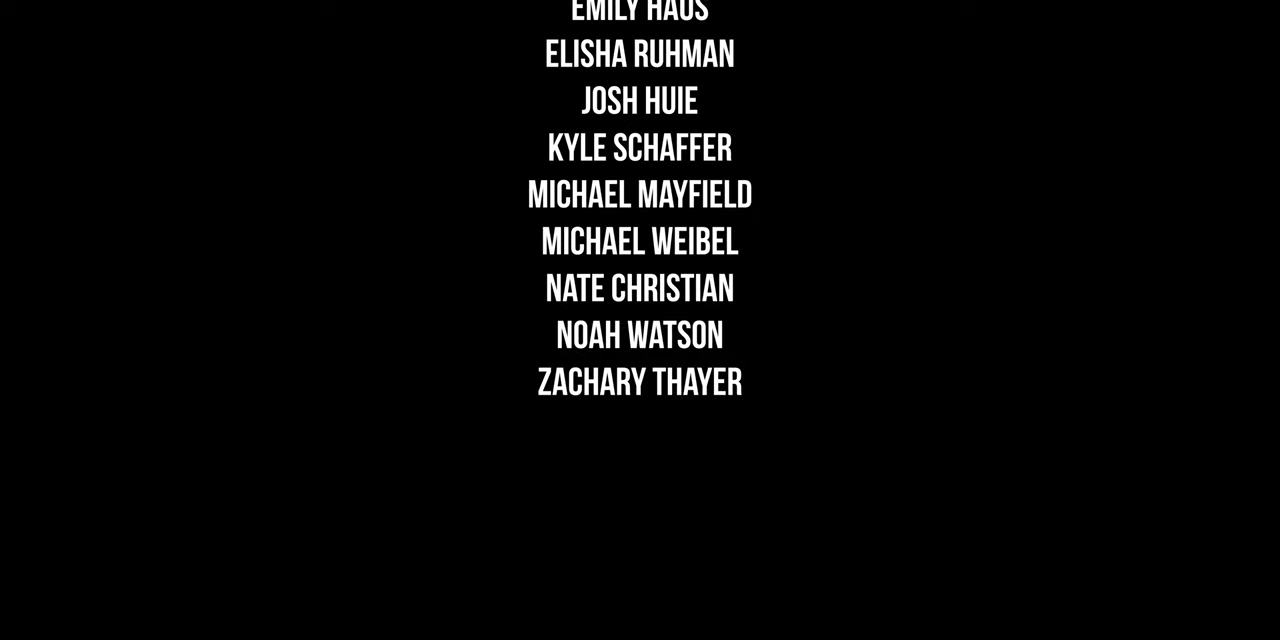 EMILY HAUS
ELISHA RUHMAN
JOSH HUIE
KYLE SCHAFFER
MICHAEL MAYFIELD
MICHAEL WEIBEL
NATE CHRISTIAN
NOAH WATSON
ZACHARY THAYER